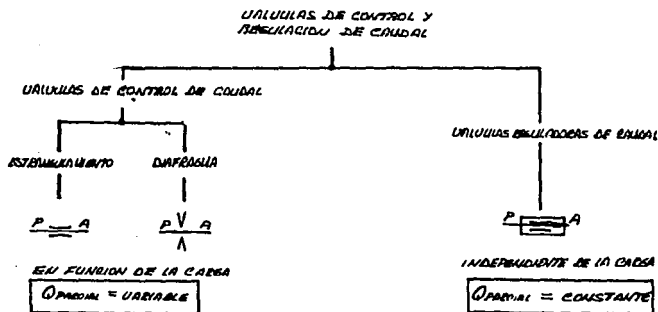 VALVULAS DE CONTROL Y
REGULACION DE CAUDAL
VALVULAS DE CONTROL DE CAUDAL
VALVULAS REGULADORAS DE CAUDAL
ESTRANGULAMIENTO
DIAFRAGMA
P A
P A
P A
EN FUNCION DE LA CARGA
INDEPENDIENTE DE LA CARGA
QPARCIAL = VARIABLE
QPARCIAL = CONSTANTE